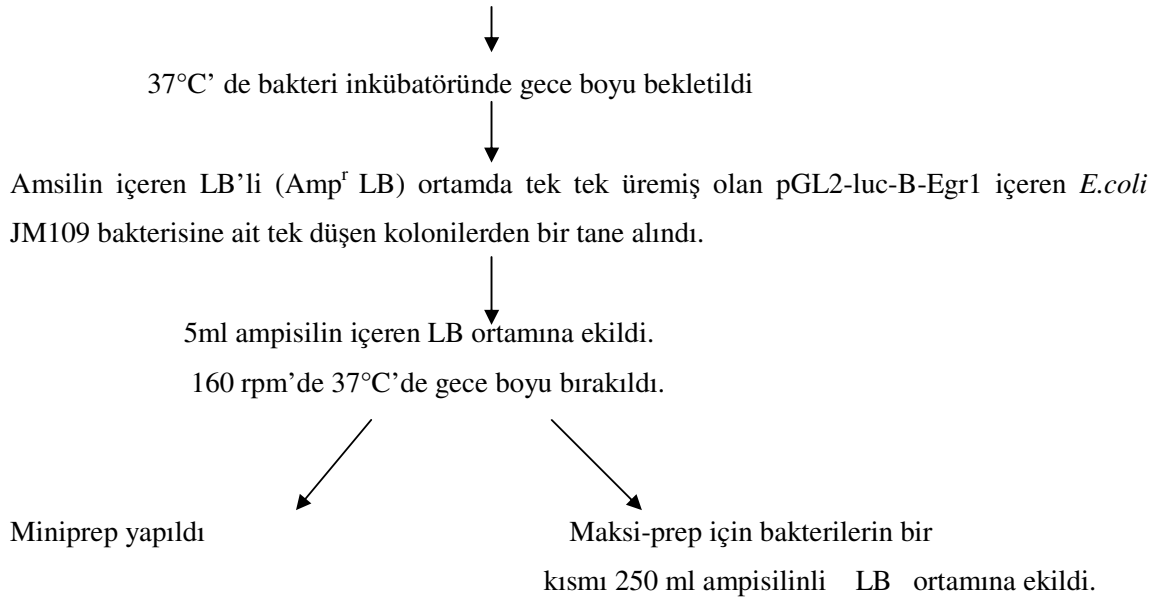 37°C’ de bakteri inkübatöründe gece boyu bekletildi
Amsilin içeren LB’li (Ampʳ LB) ortamda tek tek üremiş olan pGL2-luc-B-Egr1 içeren E.coli
JM109 bakterisine ait tek düşen kolonilerden bir tane alındı.
5ml ampisilin içeren LB ortamına ekildi.
160 rpm’de 37°C’de gece boyu bırakıldı.
Miniprep yapıldı
Maksi-prep için bakterilerin bir
kısmı 250 ml ampisilinli LB ortamına ekildi.